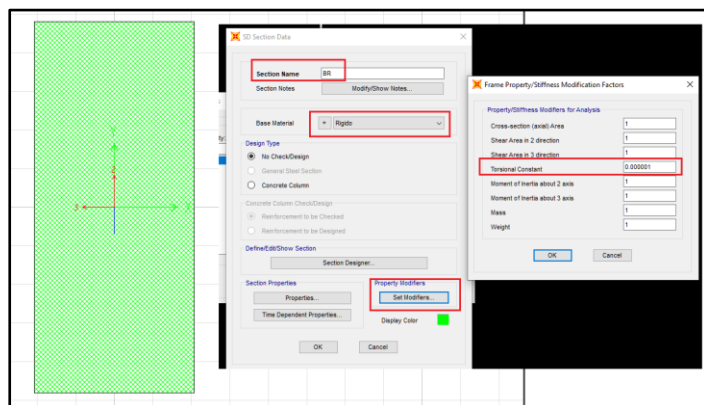 SD Section Data
Section Name
BR
Section Notes
Modify/Show Notes...
Base Material
+
Rigido
Design Type
No Check/Design
General Steel Section
Concrete Column
Concrete Column Check/Design
Reinforcement to be Checked
Reinforcement to be Designed
Define/Edit/Show Section
Section Designer...
Section Properties
Properties...
Time Dependent Properties...
Property Modifiers
Set Modifiers...
Display Color
OK
Cancel
Frame Property/Stiffness Modification Factors
Property/Stiffness Modifiers for Analysis
Cross-section (axial) Area
1
Shear Area in 2 direction
1
Shear Area in 3 direction
1
Torsional Constant
0.000001
Moment of Inertia about 2 axis
1
Moment of Inertia about 3 axis
1
Mass
1
Weight
1
OK
Cancel
Y
2
3
X